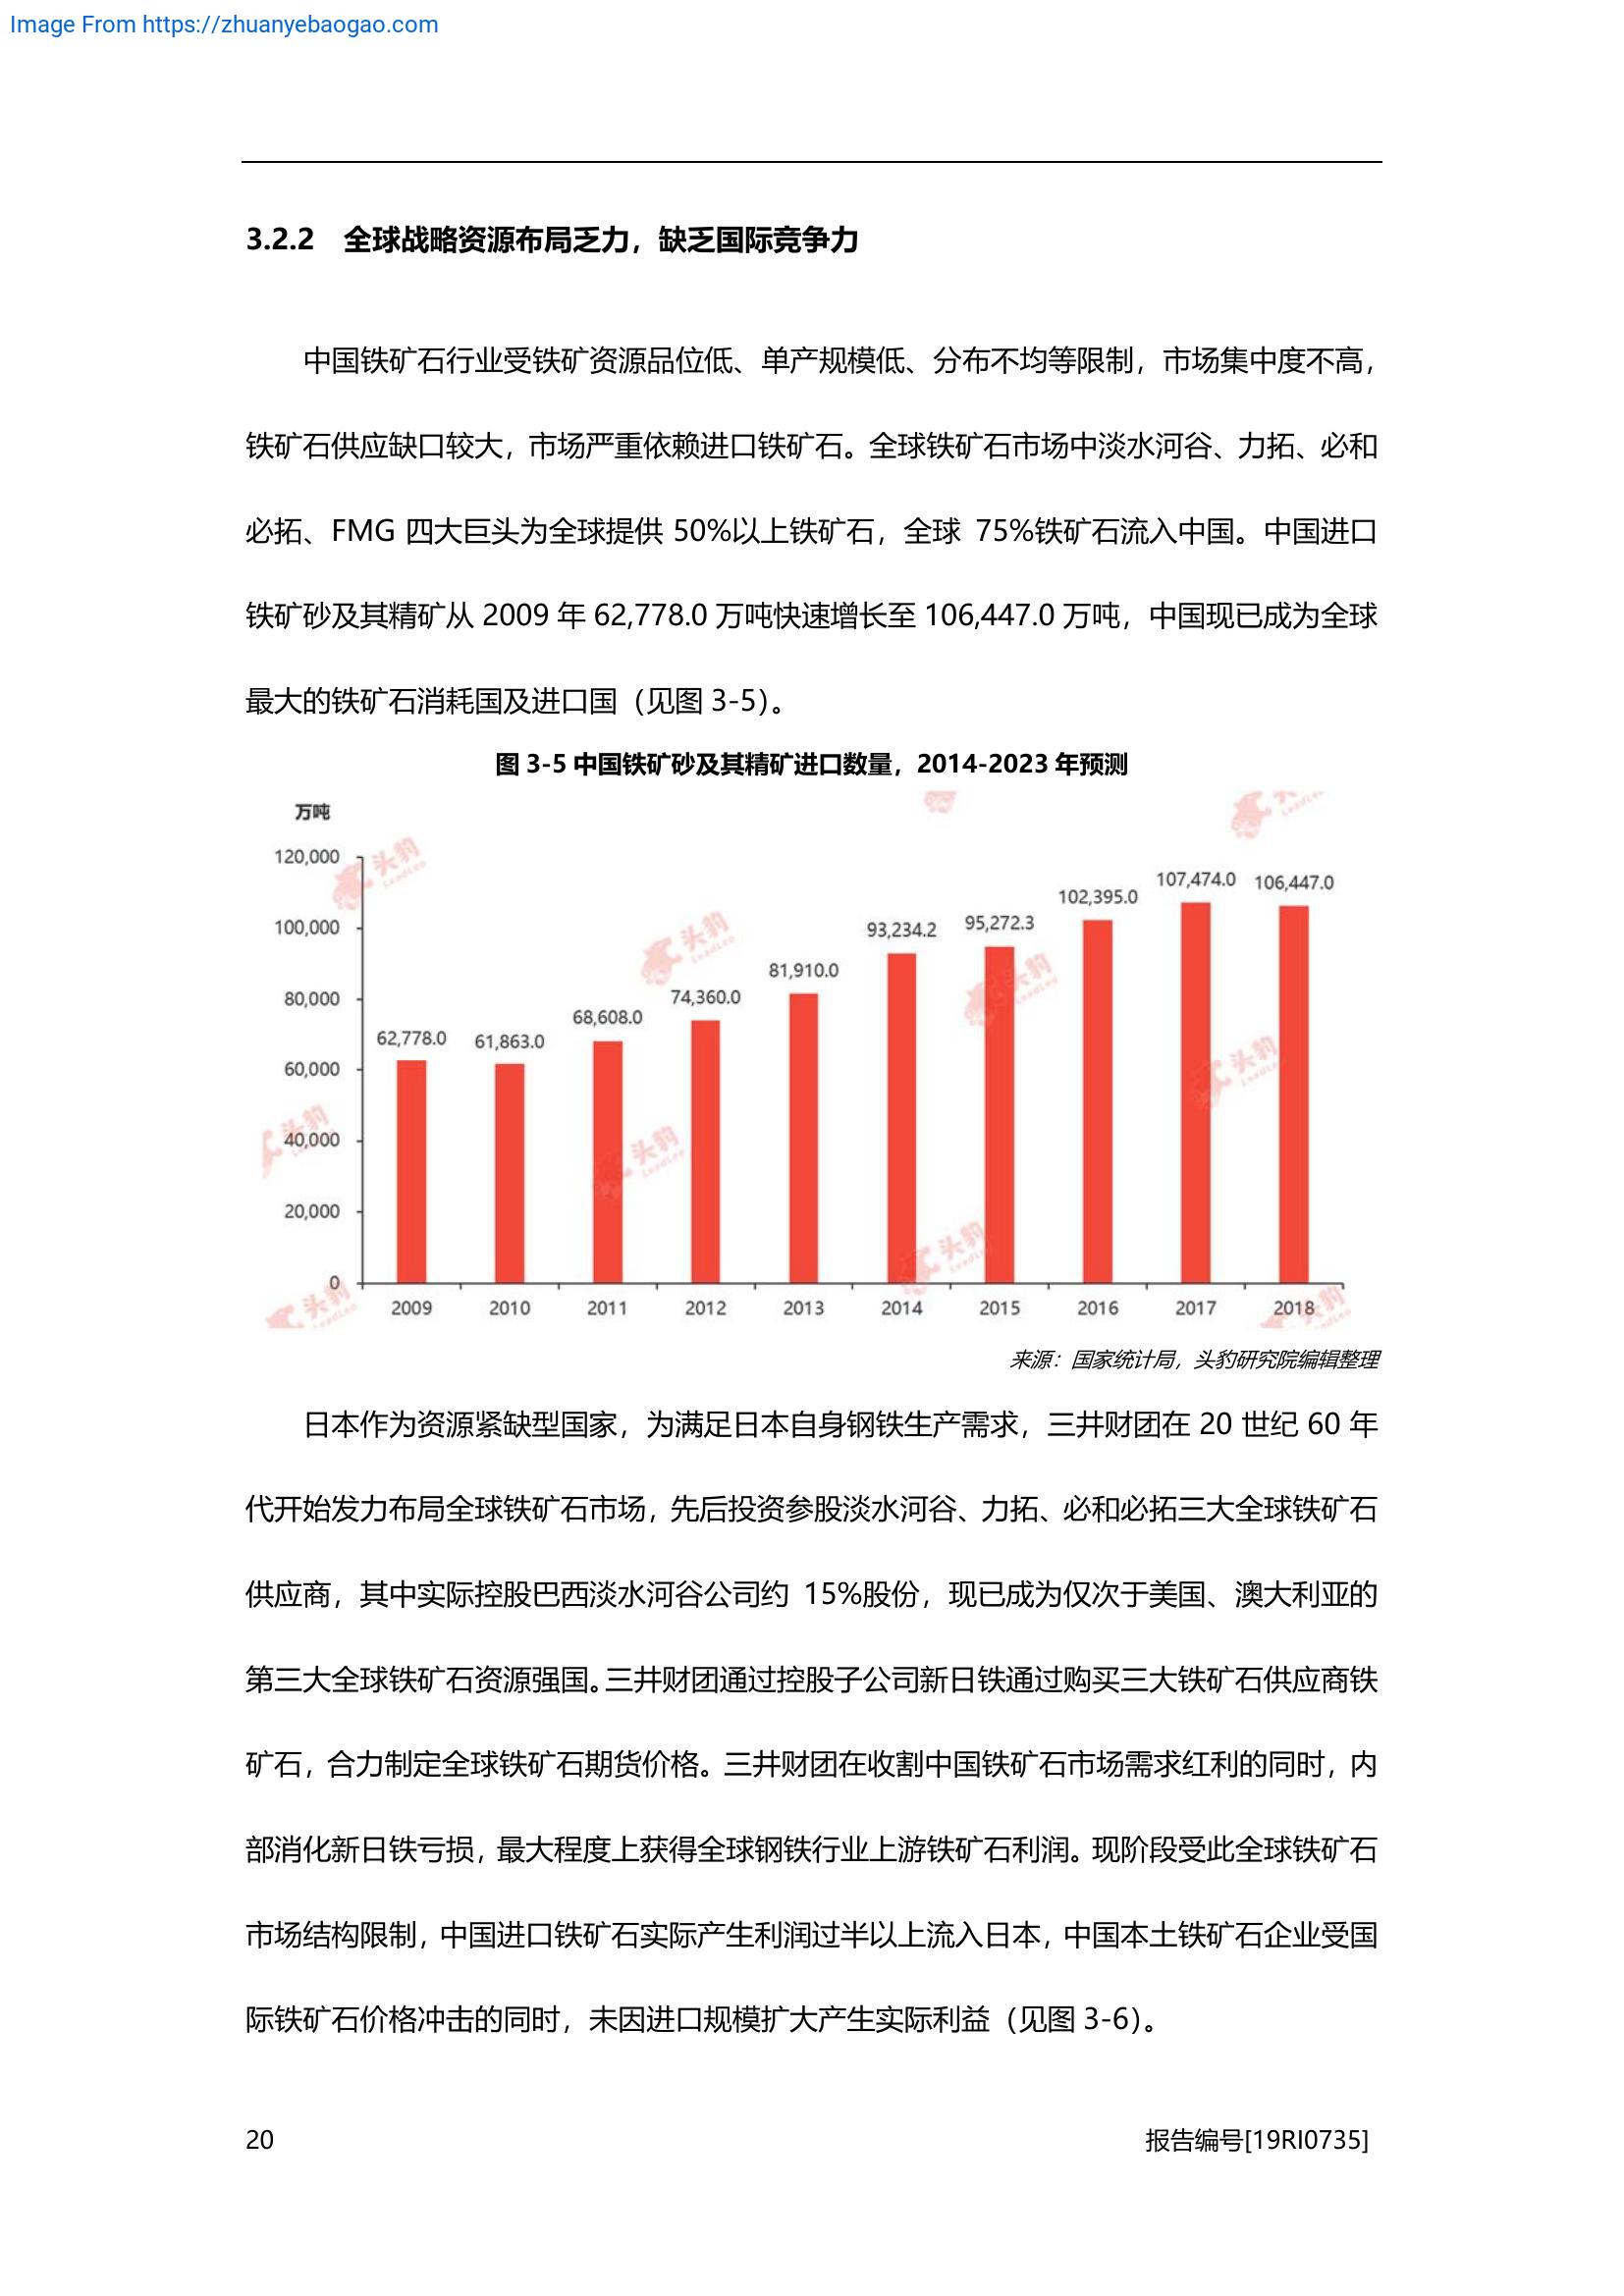 Image From https://zhuanyebaogao.com
3.2.2 全球战略资源布局乏力，缺乏国际竞争力
中国铁矿石行业受铁矿资源品位低、单产规模低、分布不均等限制，市场集中度不高，
铁矿石供应缺口较大，市场严重依赖进口铁矿石。全球铁矿石市场中淡水河谷、力拓、必和
必拓、FMG 四大巨头为全球提供 50%以上铁矿石，全球 75%铁矿石流入中国。中国进口
铁矿砂及其精矿从 2009 年 62,778.0 万吨快速增长至 106,447.0 万吨，中国现已成为全球
最大的铁矿石消耗国及进口国（见图 3-5）。
图 3-5 中国铁矿砂及其精矿进口数量，2014-2023 年预测
万吨
120,000
100,000
80,000
60,000
40,000
20,000
0
62,778.0
61,863.0
68,608.0
74,360.0
81,910.0
93,234.2
95,272.3
102,395.0
107,474.0
106,447.0
2009 2010 2011 2012 2013 2014 2015 2016 2017 2018
头豹
LeadLeo
来源：国家统计局，头豹研究院编辑整理
日本作为资源紧缺型国家，为满足日本自身钢铁生产需求，三井财团在 20 世纪 60 年
代开始发力布局全球铁矿石市场，先后投资参股淡水河谷、力拓、必和必拓三大全球铁矿石
供应商，其中实际控股巴西淡水河谷公司约 15%股份，现已成为仅次于美国、澳大利亚的
第三大全球铁矿石资源强国。三井财团通过控股子公司新日铁通过购买三大铁矿石供应商铁
矿石，合力制定全球铁矿石期货价格。三井财团在收割中国铁矿石市场需求红利的同时，内
部消化新日铁亏损，最大程度上获得全球钢铁行业上游铁矿石利润。现阶段受此全球铁矿石
市场结构限制，中国进口铁矿石实际产生利润过半以上流入日本，中国本土铁矿石企业受国
际铁矿石价格冲击的同时，未因进口规模扩大产生实际利益（见图 3-6）。
20
报告编号[19RI0735]